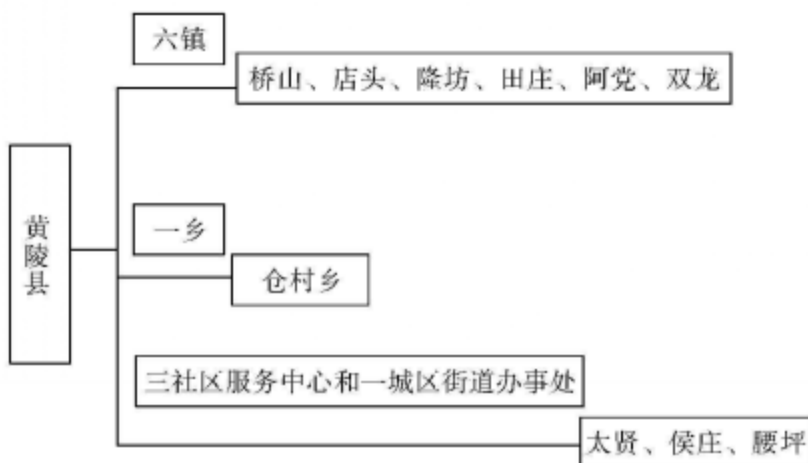 六镇
桥山、店头、隆坊、田庄、阿党、双龙
黄陵县
一乡
仓村乡
三社区服务中心和一城区街道办事处
太贤、侯庄、腰坪